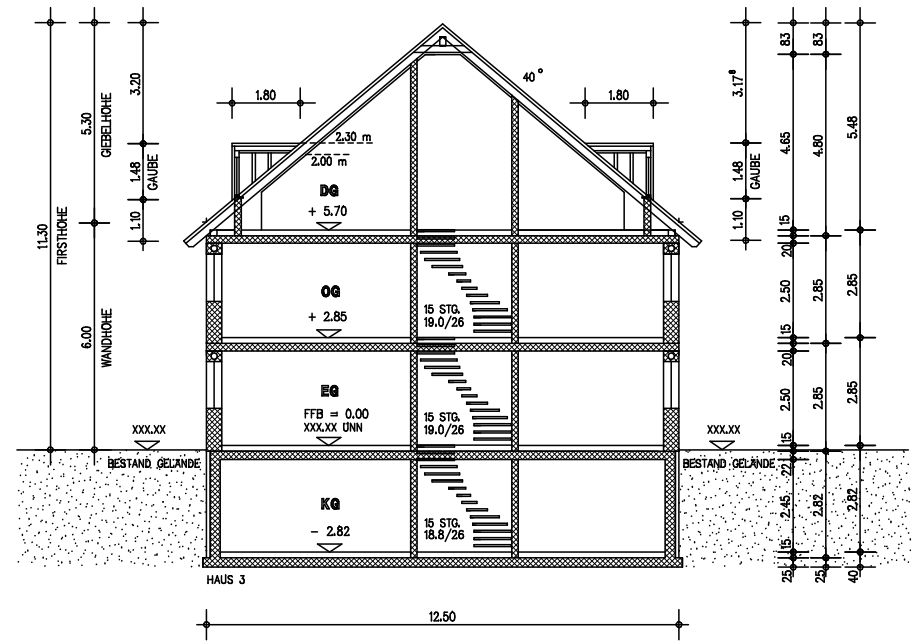 11.30
FIRSTHÖHE
5.30
GIEBELHÖHE
6.00
WANDHÖHE
3.20
1.48
GAUBE
1.10
1.80
40°
1.80
2.30 m
2.00 m
DG
+ 5.70
OG
+ 2.85
15 STG.
19.0/26
EG
FFB = 0.00
XXX.XX ÜNN
15 STG.
19.0/26
KG
- 2.82
15 STG.
18.8/26
XXX.XX
BESTAND GELÄNDE
XXX.XX
BESTAND GELÄNDE
HAUS 3
12.50
3.17⁸
1.48
GAUBE
1.10
83
4.65
15
20
2.50
15
20
2.50
15
22
2.45
15
25
83
4.80
2.85
2.85
2.82
25
5.48
2.85
2.85
2.82
40